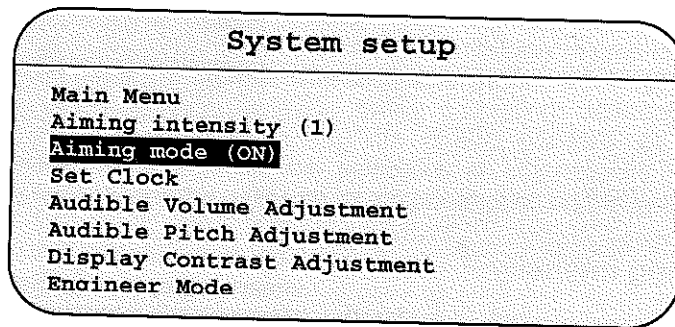 System setup
Main Menu
Aiming intensity (1)
Aiming mode (ON)
Set Clock
Audible Volume Adjustment
Audible Pitch Adjustment
Display Contrast Adjustment
Engineer Mode